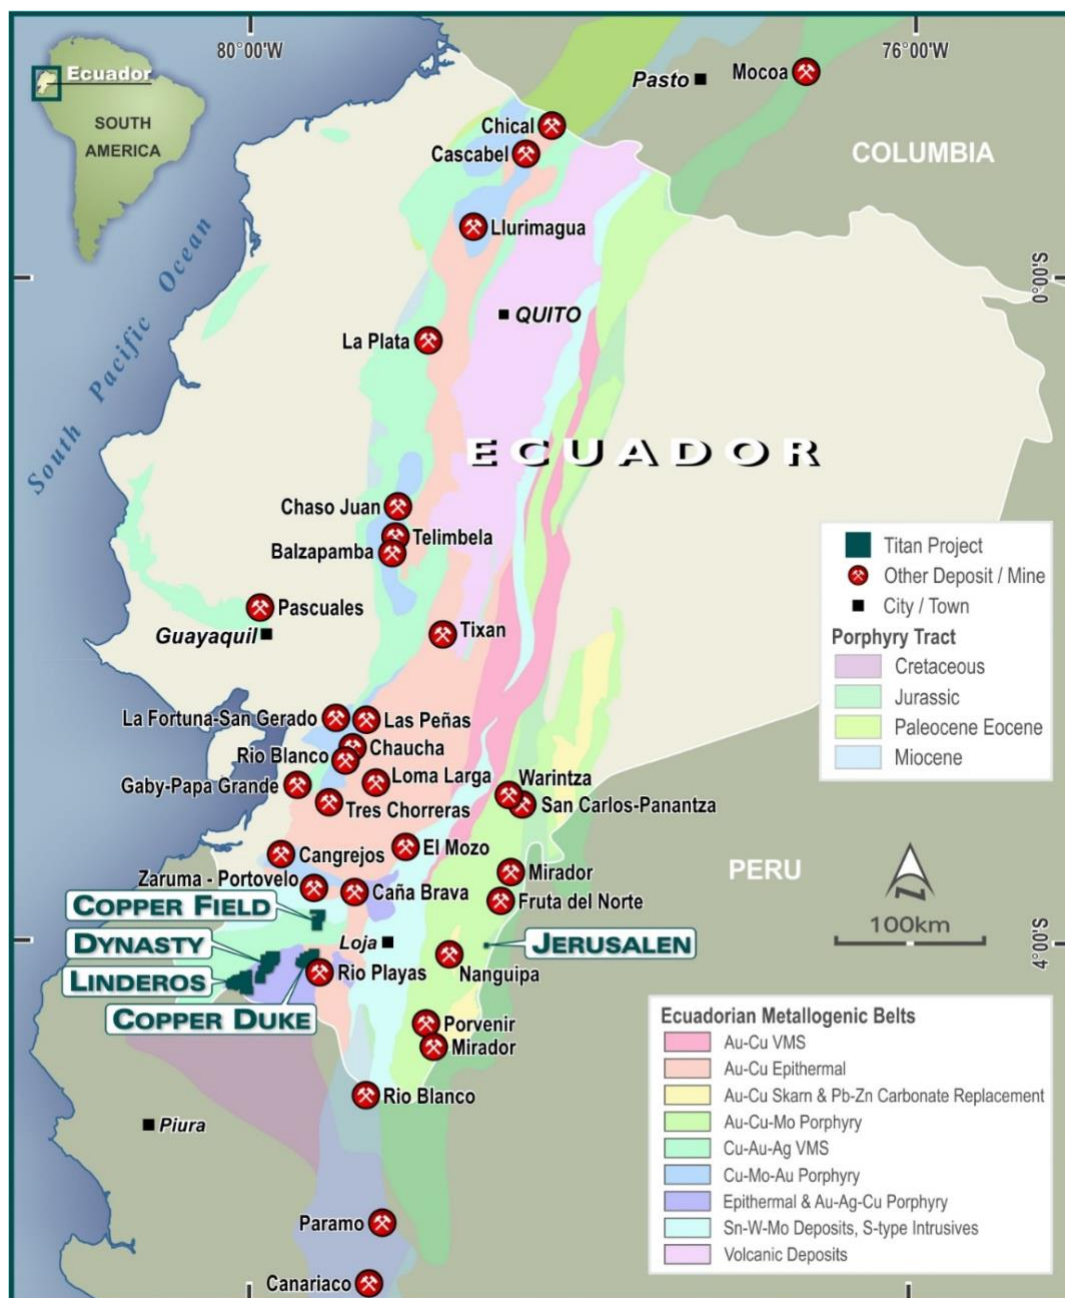 80°00'W
76°00'W
Ecuador
SOUTH
AMERICA
Pasto
Mocoa
Chical
Cascabel
COLUMBIA
Llurimagua
South Pacific Ocean
0°00'S
QUITO
La Plata
ECUADOR
Chaso Juan
Telimbela
Balzapamba
Pascuales
Guayaquil
Tixan
Titan Project
Other Deposit / Mine
City / Town
Porphyry Tract
Cretaceous
Jurassic
Paleocene Eocene
Miocene
La Fortuna-San Gerado
Las Peñas
Chaucha
Rio Blanco
Loma Larga
Gaby-Papa Grande
Tres Chorreras
Warintza
San Carlos-Panantza
Cangrejos
El Mozo
PERU
Mirador
Zaruma - Portovelo
Caña Brava
Fruta del Norte
100km
COPPER FIELD
DYNASTY
Loja
JERUSALEN
4°00'S
LINDEROS
Rio Playas
Nanguipa
COPPER DUKE
Porvenir
Mirador
Rio Blanco
Piura
Paramo
Canariaco
Ecuadorian Metallogenic Belts
Au-Cu VMS
Au-Cu Epithermal
Au-Cu Skarn & Pb-Zn Carbonate Replacement
Au-Cu-Mo Porphyry
Cu-Au-Ag VMS
Cu-Mo-Au Porphyry
Epithermal & Au-Ag-Cu Porphyry
Sn-W-Mo Deposits, S-type Intrusives
Volcanic Deposits